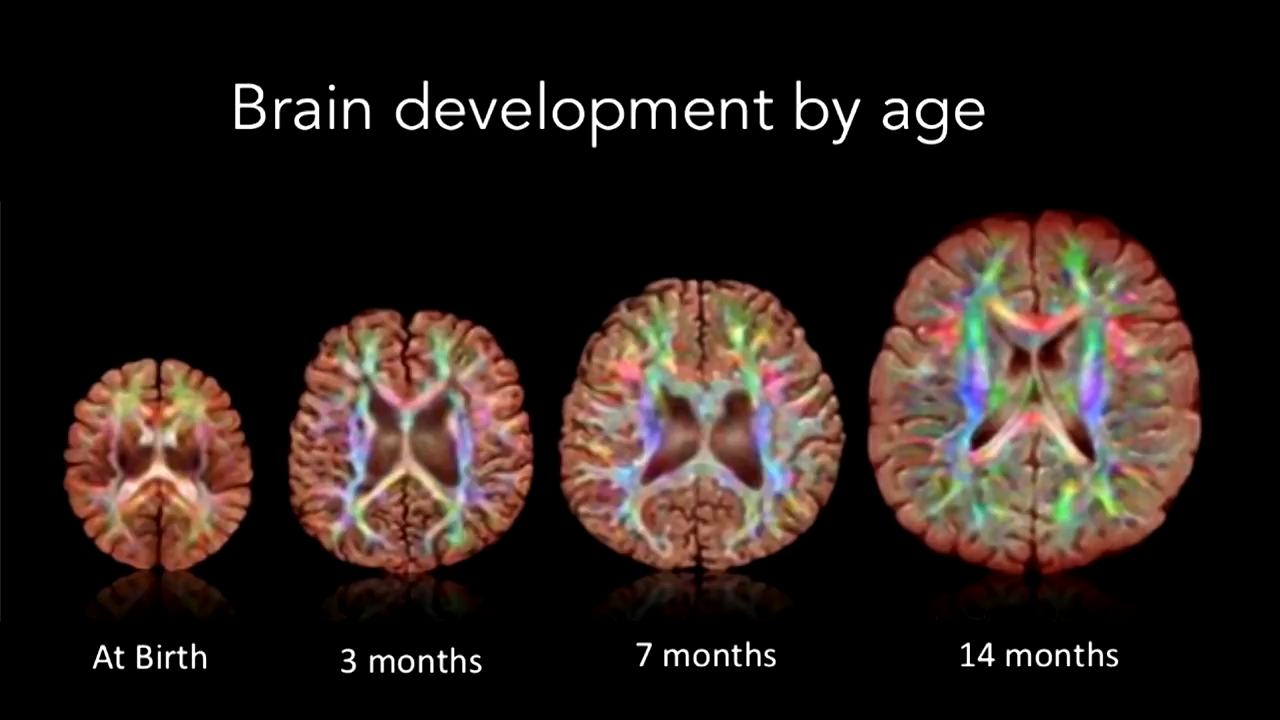 Brain development by age
At Birth
3 months
7 months
14 months